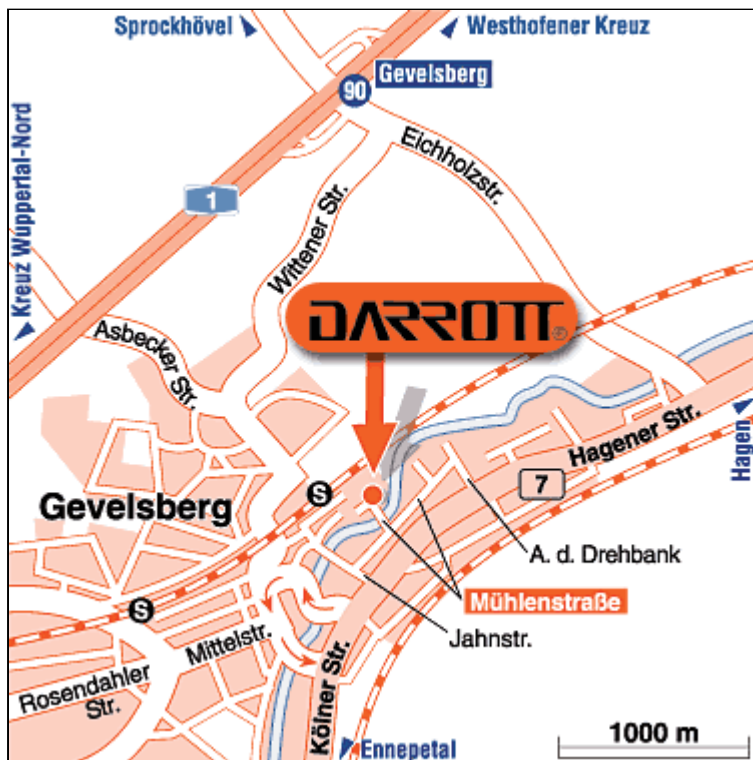 Sprockhövel
Westhofener Kreuz
Gevelsberg
90
Eichholzstr.
Kreuz Wuppertal-Nord
1
Wittener Str.
DARROTT
Asbecker Str.
Hagen
Hagener Str.
7
S
Gevelsberg
A. d. Drehbank
Mühlenstraße
S
Jahnstr.
Mittelstr.
Rosendahler
Str.
Kölner Str.
Ennepetal
1000 m